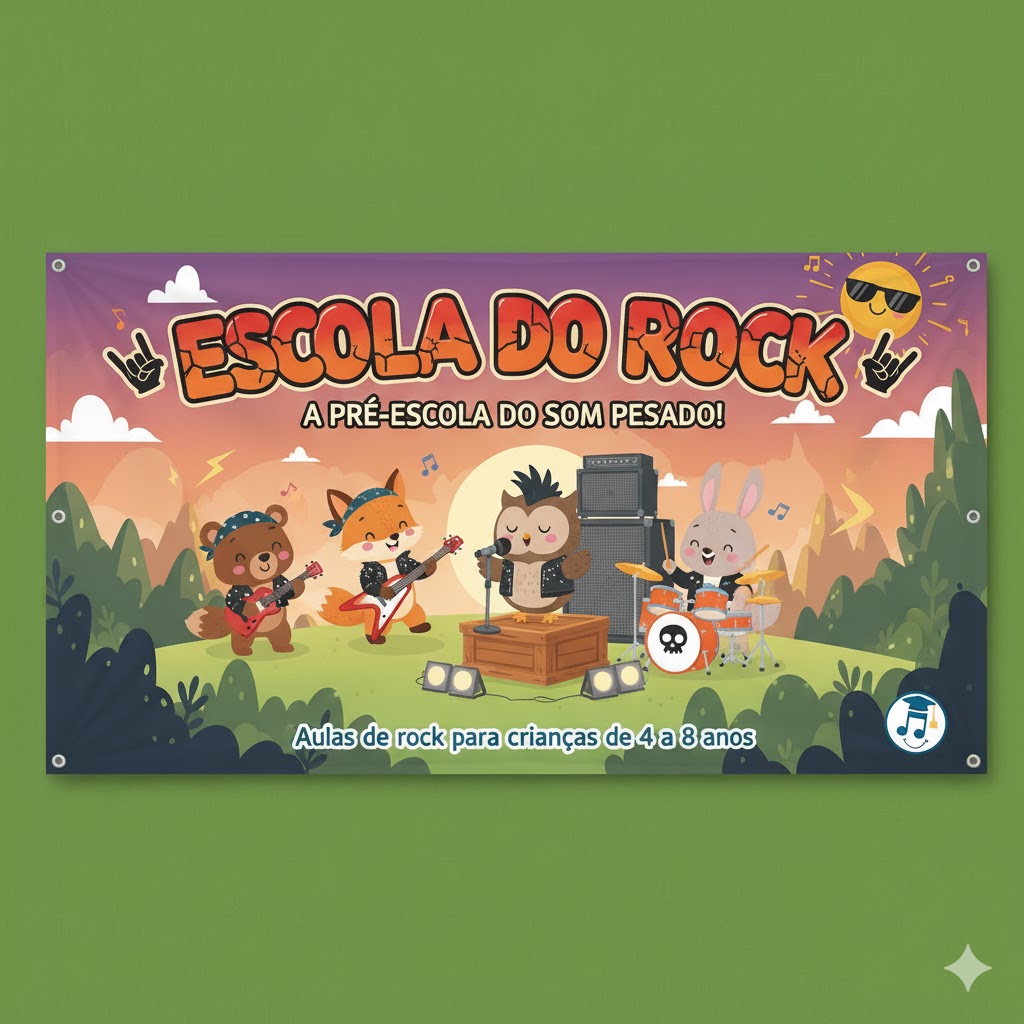 ESCOLA DO ROCK
A PRÉ-ESCOLA DO SOM PESADO!
Aulas de rock para crianças de 4 a 8 anos